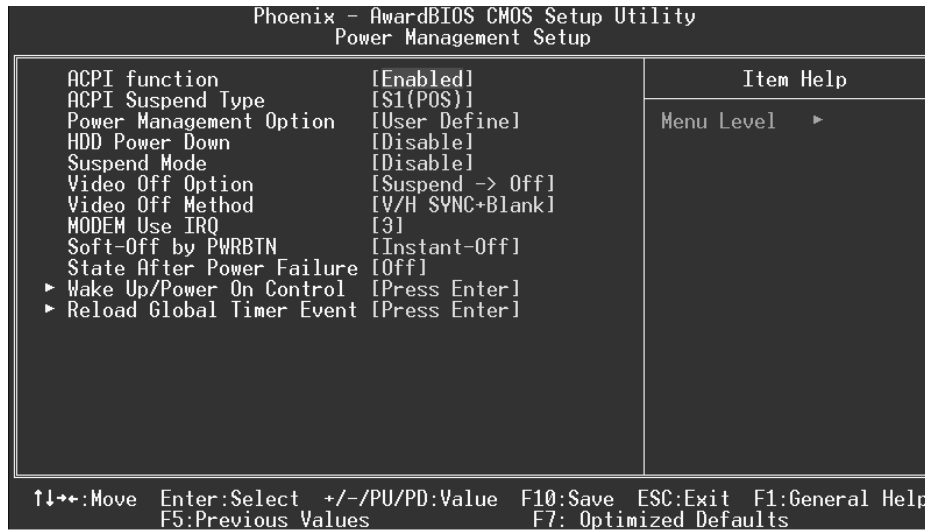 Phoenix - AwardBIOS CMOS Setup Utility
Power Management Setup
ACPI function [Enabled]
ACPI Suspend Type [S1(POS)]
Power Management Option [User Define]
HDD Power Down [Disable]
Suspend Mode [Disable]
Video Off Option [Suspend -> Off]
Video Off Method [V/H SYNC+Blank]
MODEM Use IRQ [3]
Soft-Off by PWRBTN [Instant-Off]
State After Power Failure [Off]
► Wake Up/Power On Control [Press Enter]
► Reload Global Timer Event [Press Enter]
Item Help
Menu Level ►
↑↓→←:Move Enter:Select +/-/PU/PD:Value F10:Save ESC:Exit F1:General Help
F5:Previous Values F7: Optimized Defaults